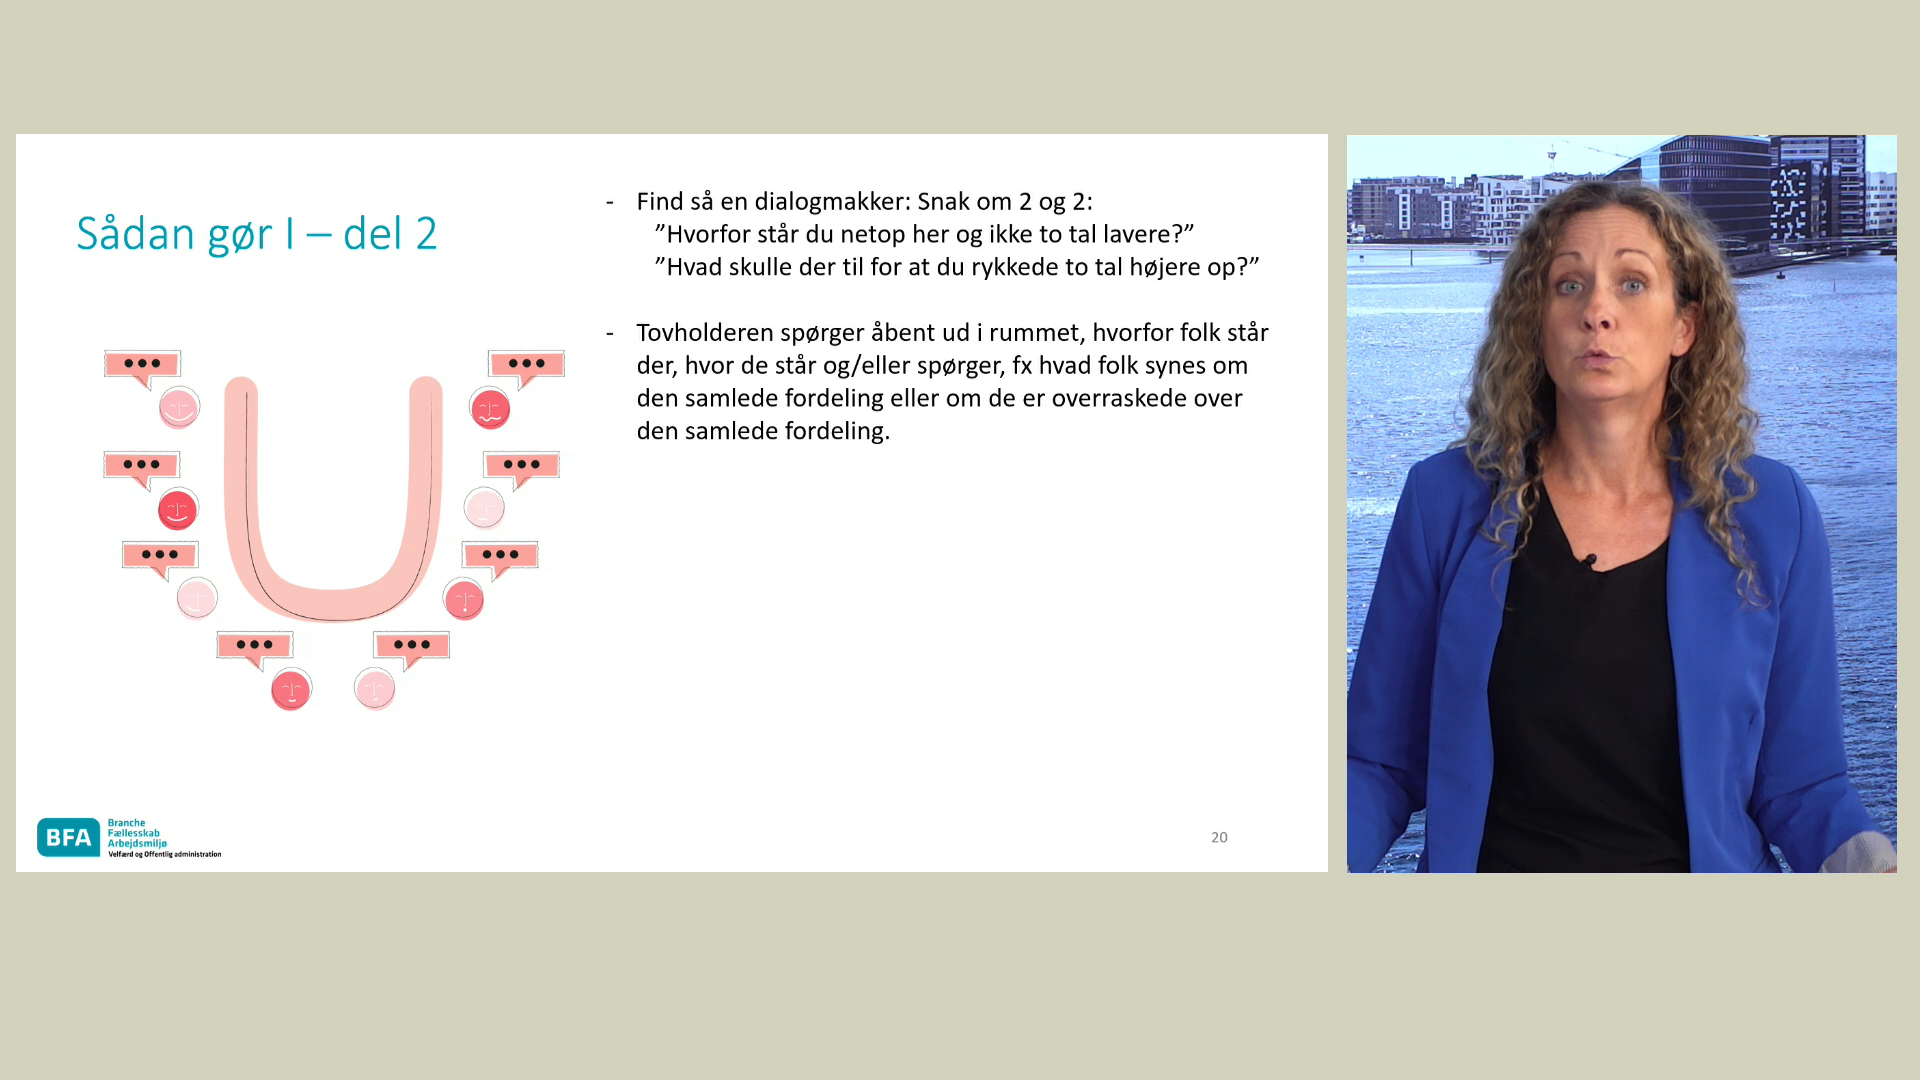 Sådan gør I – del 2
- Find så en dialogmakker: Snak om 2 og 2:
”Hvorfor står du netop her og ikke to tal lavere?”
”Hvad skulle der til for at du rykkede to tal højere op?”
- Tovholderen spørger åbent ud i rummet, hvorfor folk står
der, hvor de står og/eller spørger, fx hvad folk synes om
den samlede fordeling eller om de er overraskede over
den samlede fordeling.
BFA
Branche
Fællesskab
Arbejdsmiljø
Velfærd og Offentlig administration
20